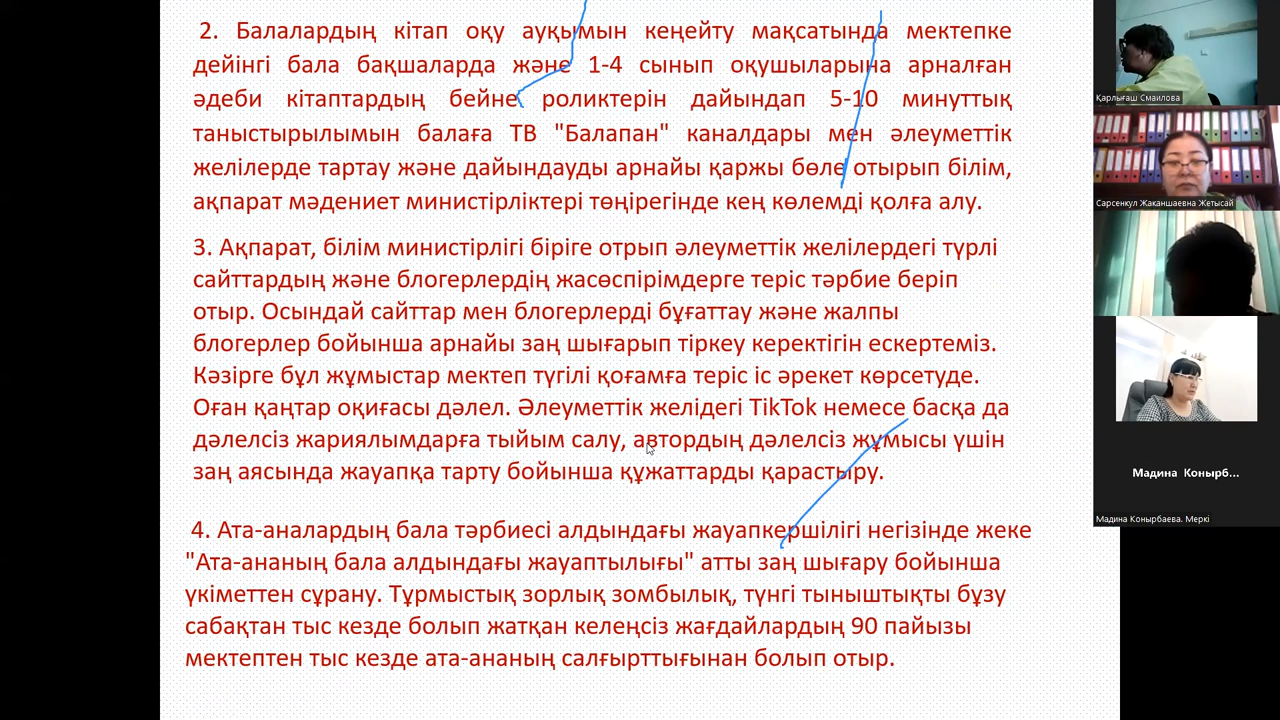 2. Балалардың кітап оқу ауқымын кеңейту мақсатында мектепке
дейінгі бала бақшаларда және 1-4 сынып оқушыларына арналған
әдеби кітаптардың бейне роликтерін дайындап 5-10 минуттық
таныстырылымын балаға ТВ "Балапан" каналдары мен әлеуметтік
желілерде тартау және дайындауды арнайы қаржы бөле отырып білім,
ақпарат мәдениет министірліктері төңірегінде кең көлемді қолға алу.
3. Ақпарат, білім министірлігі біріге отрып әлеуметтік желілердегі түрлі
сайттардың және блогерлердің жасөспірімдерге теріс тәрбие беріп
отыр. Осындай сайттар мен блогерлерді бұғаттау және жалпы
блогерлер бойынша арнайы заң шығарып тіркеу керектігін ескертеміз.
Кәзірге бұл жұмыстар мектеп түгілі қоғамға теріс іс әрекет көрсетуде.
Оған қаңтар оқиғасы дәлел. Әлеуметтік желідегі TikTok немесе басқа да
дәлелсіз жариялымдарға тыйым салу, автордың дәлелсіз жұмысы үшін
заң аясында жауапқа тарту бойынша құжаттарды қарастыру.
4. Ата-аналардың бала тәрбиесі алдындағы жауапкершілігі негізінде жеке
"Ата-ананың бала алдындағы жауаптылығы" атты заң шығару бойынша
үкіметтен сұрану. Тұрмыстық зорлық зомбылық, түнгі тыныштықты бұзу
сабақтан тыс кезде болып жатқан келеңсіз жағдайлардың 90 пайызы
мектептен тыс кезде ата-ананың салғырттығынан болып отыр.
Қарлығаш Смаилова
Сарсенкул Жаканшаевна Жетысай
Мадина Конырб...
Мадина Конырбаева. Меркі